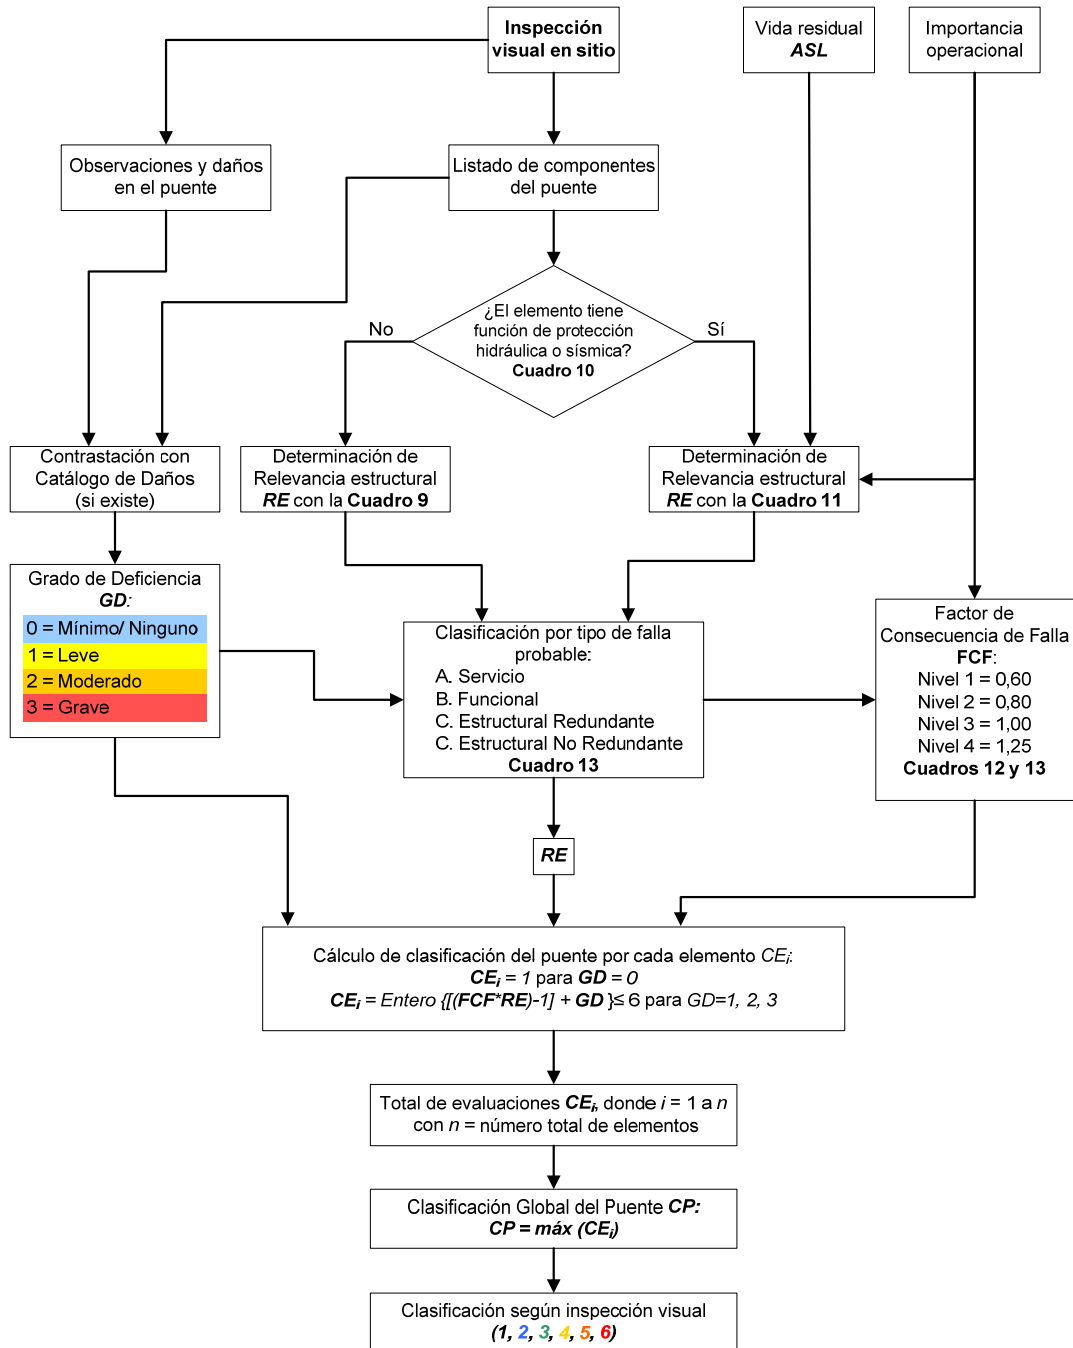 Inspección
visual en sitio
Vida residual
ASL
Importancia
operacional
Observaciones y daños
en el puente
Listado de componentes
del puente
¿El elemento tiene
función de protección
hidráulica o sísmica?
Cuadro 10
No
Sí
Contrastación con
Catálogo de Daños
(si existe)
Determinación de
Relevancia estructural
RE con la Cuadro 9
Determinación de
Relevancia estructural
RE con la Cuadro 11
Grado de Deficiencia
GD:
0 = Mínimo/ Ninguno
1 = Leve
2 = Moderado
3 = Grave
Clasificación por tipo de falla
probable:
A. Servicio
B. Funcional
C. Estructural Redundante
C. Estructural No Redundante
Cuadro 13
Factor de
Consecuencia de Falla
FCF:
Nivel 1 = 0,60
Nivel 2 = 0,80
Nivel 3 = 1,00
Nivel 4 = 1,25
Cuadros 12 y 13
RE
Cálculo de clasificación del puente por cada elemento CEi:
CEi = 1 para GD = 0
CEi = Entero {[(FCF*RE)-1] + GD }≤ 6 para GD=1, 2, 3
Total de evaluaciones CEi, donde i = 1 a n
con n = número total de elementos
Clasificación Global del Puente CP:
CP = máx (CEi)
Clasificación según inspección visual
(1, 2, 3, 4, 5, 6)